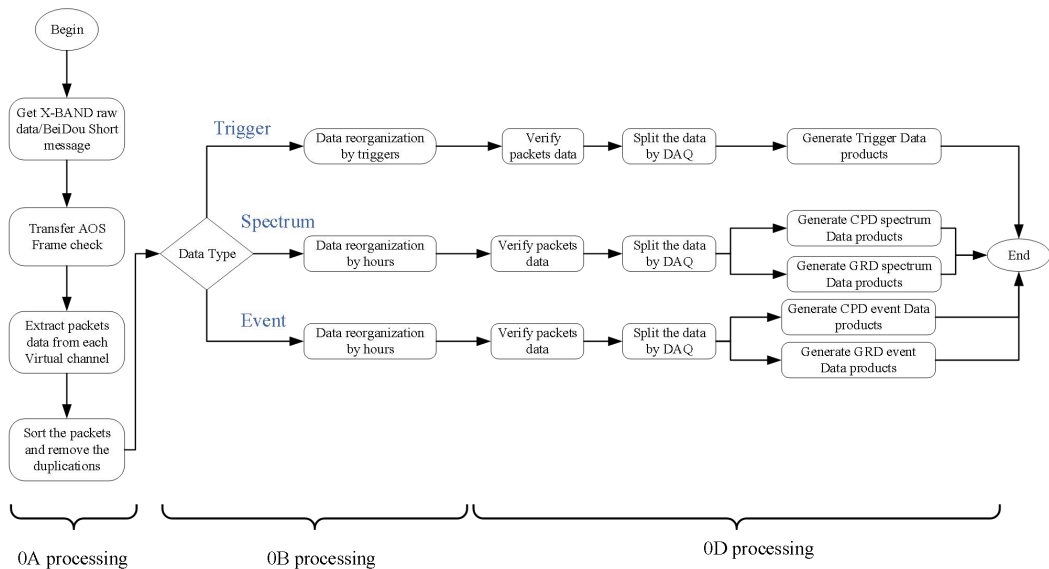 Begin
Get X-BAND raw
data/BeiDou Short
message
Transfer AOS
Frame check
Extract packets
data from each
Virtual channel
Sort the packets
and remove the
duplications
Data Type
Trigger
Data reorganization
by triggers
Verify
packets data
Split the data
by DAQ
Generate Trigger Data
products
Spectrum
Data reorganization
by hours
Verify packets
data
Split the data
by DAQ
Generate CPD spectrum
Data products
Generate GRD spectrum
Data products
Event
Data reorganization
by hours
Verify packets
data
Split the data
by DAQ
Generate CPD event Data
products
Generate GRD event
Data products
End
0A processing
0B processing
0D processing